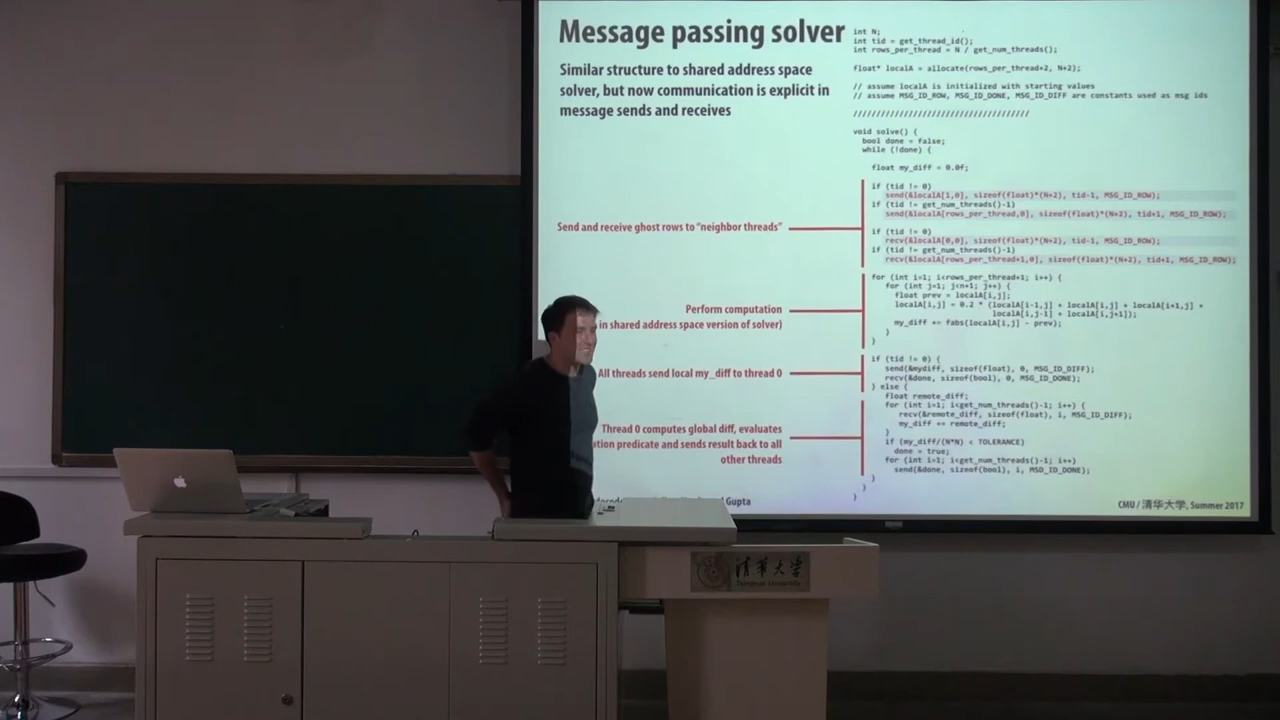 Message passing solver
Similar structure to shared address space
solver, but now communication is explicit in
message sends and receives
Send and receive ghost rows to “neighbor threads”
Perform computation
in shared address space version of solver)
All threads send local my_diff to thread 0
Thread 0 computes global diff, evaluates
predicate and sends result back to all
other threads
Gupta
int N;
int tid = get_thread_id();
int rows_per_thread = N / get_num_threads();
float* localA = allocate(rows_per_thread+2, N+2);
// assume localA is initialized with starting values
// assume MSG_ID_ROW, MSG_ID_DONE, MSG_ID_DIFF are constants used as msg ids
//////////////////////////////////////
void solve() {
bool done = false;
while (!done) {
float my_diff = 0.0f;
if (tid != 0)
send(&localA[1,0], sizeof(float)*(N+2), tid-1, MSG_ID_ROW);
if (tid != get_num_threads()-1)
send(&localA[rows_per_thread,0], sizeof(float)*(N+2), tid+1, MSG_ID_ROW);
if (tid != 0)
recv(&localA[0,0], sizeof(float)*(N+2), tid-1, MSG_ID_ROW);
if (tid != get_num_threads()-1)
recv(&localA[rows_per_thread+1,0], sizeof(float)*(N+2), tid+1, MSG_ID_ROW);
for (int i=1; i<rows_per_thread+1; i++) {
for (int j=1; j<n+1; j++) {
float prev = localA[i,j];
localA[i,j] = 0.2 * (localA[i-1,j] + localA[i,j] + localA[i+1,j] +
localA[i,j-1] + localA[i,j+1]);
my_diff += fabs(localA[i,j] - prev);
}
}
if (tid != 0) {
send(&mydiff, sizeof(float), 0, MSG_ID_DIFF);
recv(&done, sizeof(bool), 0, MSG_ID_DONE);
} else {
float remote_diff;
for (int i=1; i<get_num_threads()-1; i++) {
recv(&remote_diff, sizeof(float), i, MSG_ID_DIFF);
my_diff += remote_diff;
}
if (my_diff/(N*N) < TOLERANCE)
done = true;
for (int i=1; i<get_num_threads()-1; i++)
send(&done, sizeof(bool), i, MSD_ID_DONE);
}
}
}
CMU / 清华大学, Summer 2017
清华大学
Tsinghua University